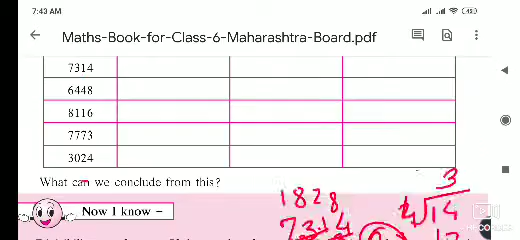 7:43 AM
Maths-Book-for-Class-6-Maharashtra-Board.pdf
7314
6448
8116
7773
3024
What can we conclude from this?
Now I know –
3
1828
4√14
7314
12